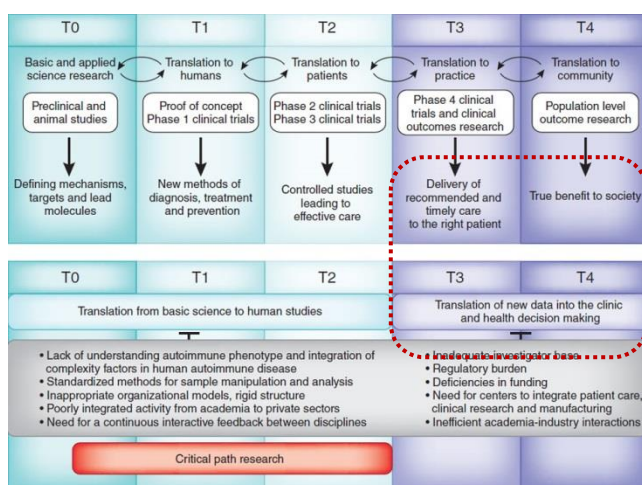 T0
T1
T2
T3
T4
Basic and applied
science research
Translation to
humans
Translation to
patients
Translation to
practice
Translation to
community
Preclinical and
animal studies
Proof of concept
Phase 1 clinical trials
Phase 2 clinical trials
Phase 3 clinical trials
Phase 4 clinical
trials and clinical
outcomes research
Population level
outcome research
Defining mechanisms,
targets and lead
molecules
New methods of
diagnosis, treatment
and prevention
Controlled studies
leading to
effective care
Delivery of
recommended and
timely care
to the right patient
True benefit to society
T0
T1
T2
T3
T4
Translation from basic science to human studies
Translation of new data into the clinic
and health decision making
• Lack of understanding autoimmune phenotype and integration of
complexity factors in human autoimmune disease
• Standardized methods for sample manipulation and analysis
• Inappropriate organizational models, rigid structure
• Poorly integrated activity from academia to private sectors
• Need for a continuous interactive feedback between disciplines
• Inadequate investigator base
• Regulatory burden
• Deficiencies in funding
• Need for centers to integrate patient care,
clinical research and manufacturing
• Inefficient academia-industry interactions
Critical path research